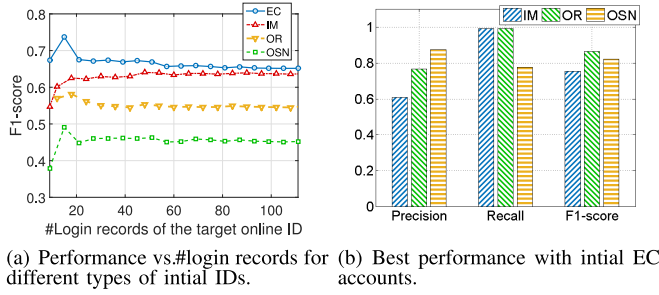 EC
IM
OR
OSN
0.8
0.7
0.6
0.5
0.4
0.3
F1-score
20 40 60 80 100
#Login records of the target online ID
IM OR OSN
1
0.8
0.6
0.4
0.2
0
Precision Recall F1-score
(a) Performance vs.#login records for
different types of intial IDs.
(b) Best performance with intial EC
accounts.